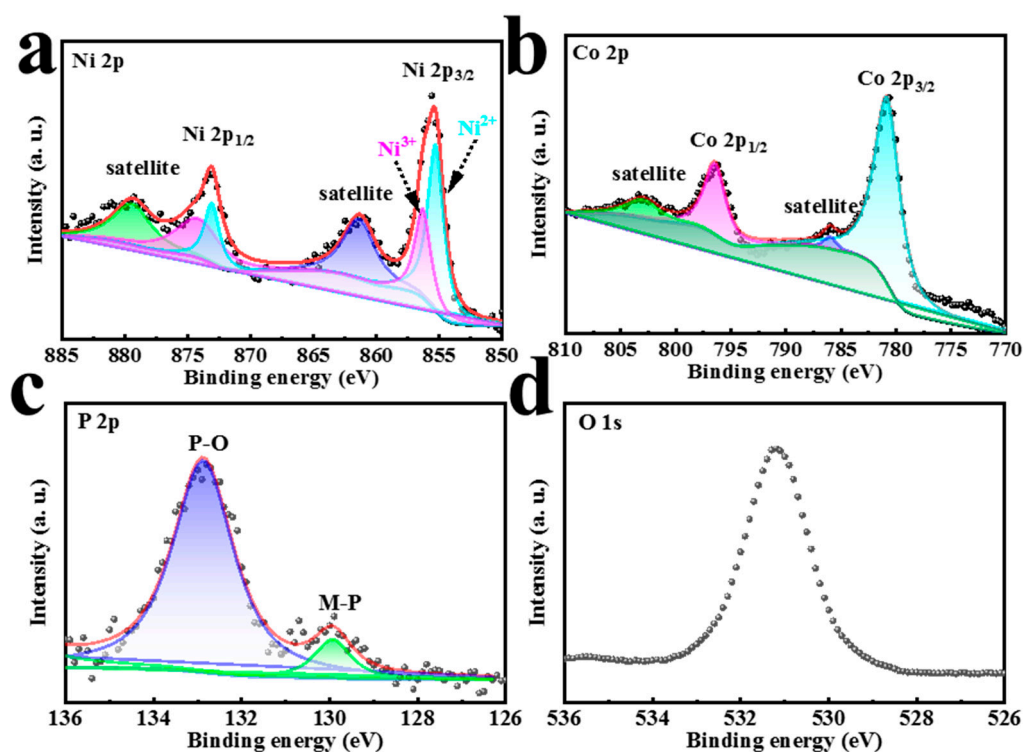 a
Ni 2p
Ni 2p3/2
Ni 2p1/2
Ni3+
Ni2+
satellite
satellite
Intensity (a. u.)
885 880 875 870 865 860 855 850
Binding energy (eV)
b
Co 2p
Co 2p3/2
Co 2p1/2
satellite
satellite
Intensity (a. u.)
810 805 800 795 790 785 780 775 770
Binding energy (eV)
c
P 2p
P-O
M-P
Intensity (a. u.)
136 134 132 130 128 126
Binding energy (eV)
d
O 1s
Intensity (a. u.)
536 534 532 530 528 526
Binding energy (eV)